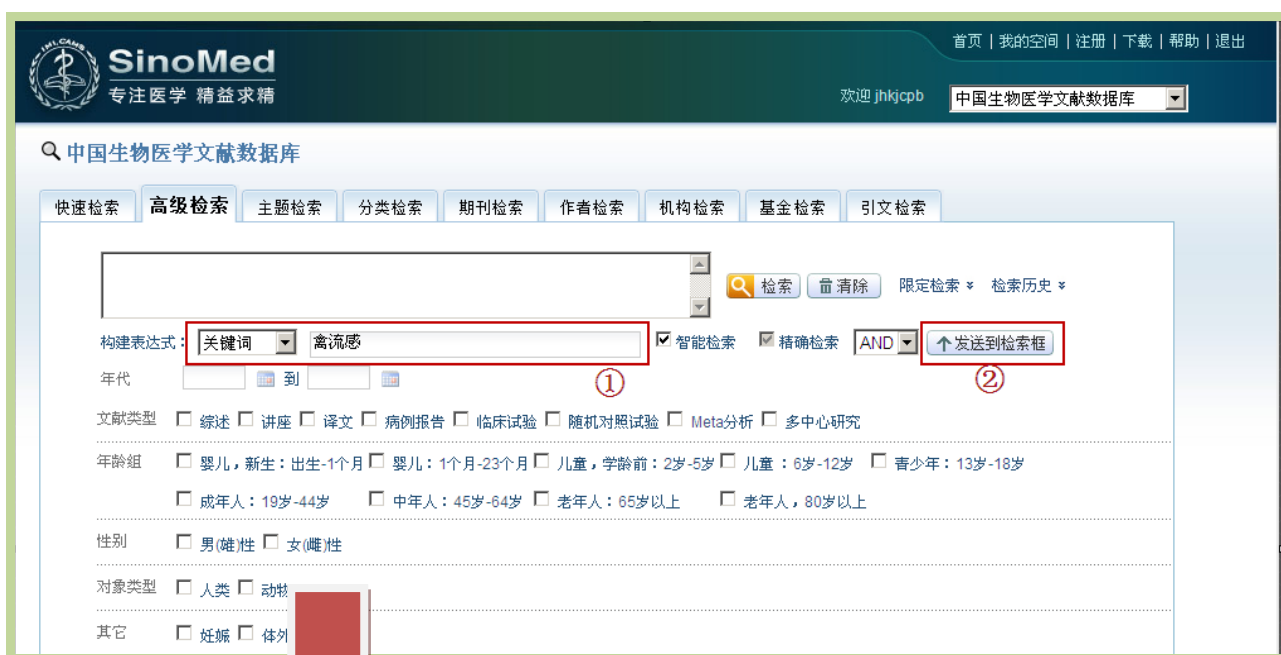 首页 | 我的空间 | 注册 | 下载 | 帮助 | 退出
IMI,CAMS
SinoMed
专注医学 精益求精
欢迎 jhkjcpb 中国生物医学文献数据库
中国生物医学文献数据库
快速检索 高级检索 主题检索 分类检索 期刊检索 作者检索 机构检索 基金检索 引文检索
检索 清除 限定检索 检索历史
构建表达式： 关键词 禽流感 智能检索 精确检索 AND 发送到检索框
年代 到 ① ②
文献类型 综述 讲座 译文 病例报告 临床试验 随机对照试验 Meta分析 多中心研究
年龄组 婴儿，新生：出生-1个月 婴儿：1个月-23个月 儿童，学龄前：2岁-5岁 儿童：6岁-12岁 青少年：13岁-18岁
成年人：19岁-44岁 中年人：45岁-64岁 老年人：65岁以上 老年人，80岁以上
性别 男(雄)性 女(雌)性
对象类型 人类 动物
其它 妊娠 体外